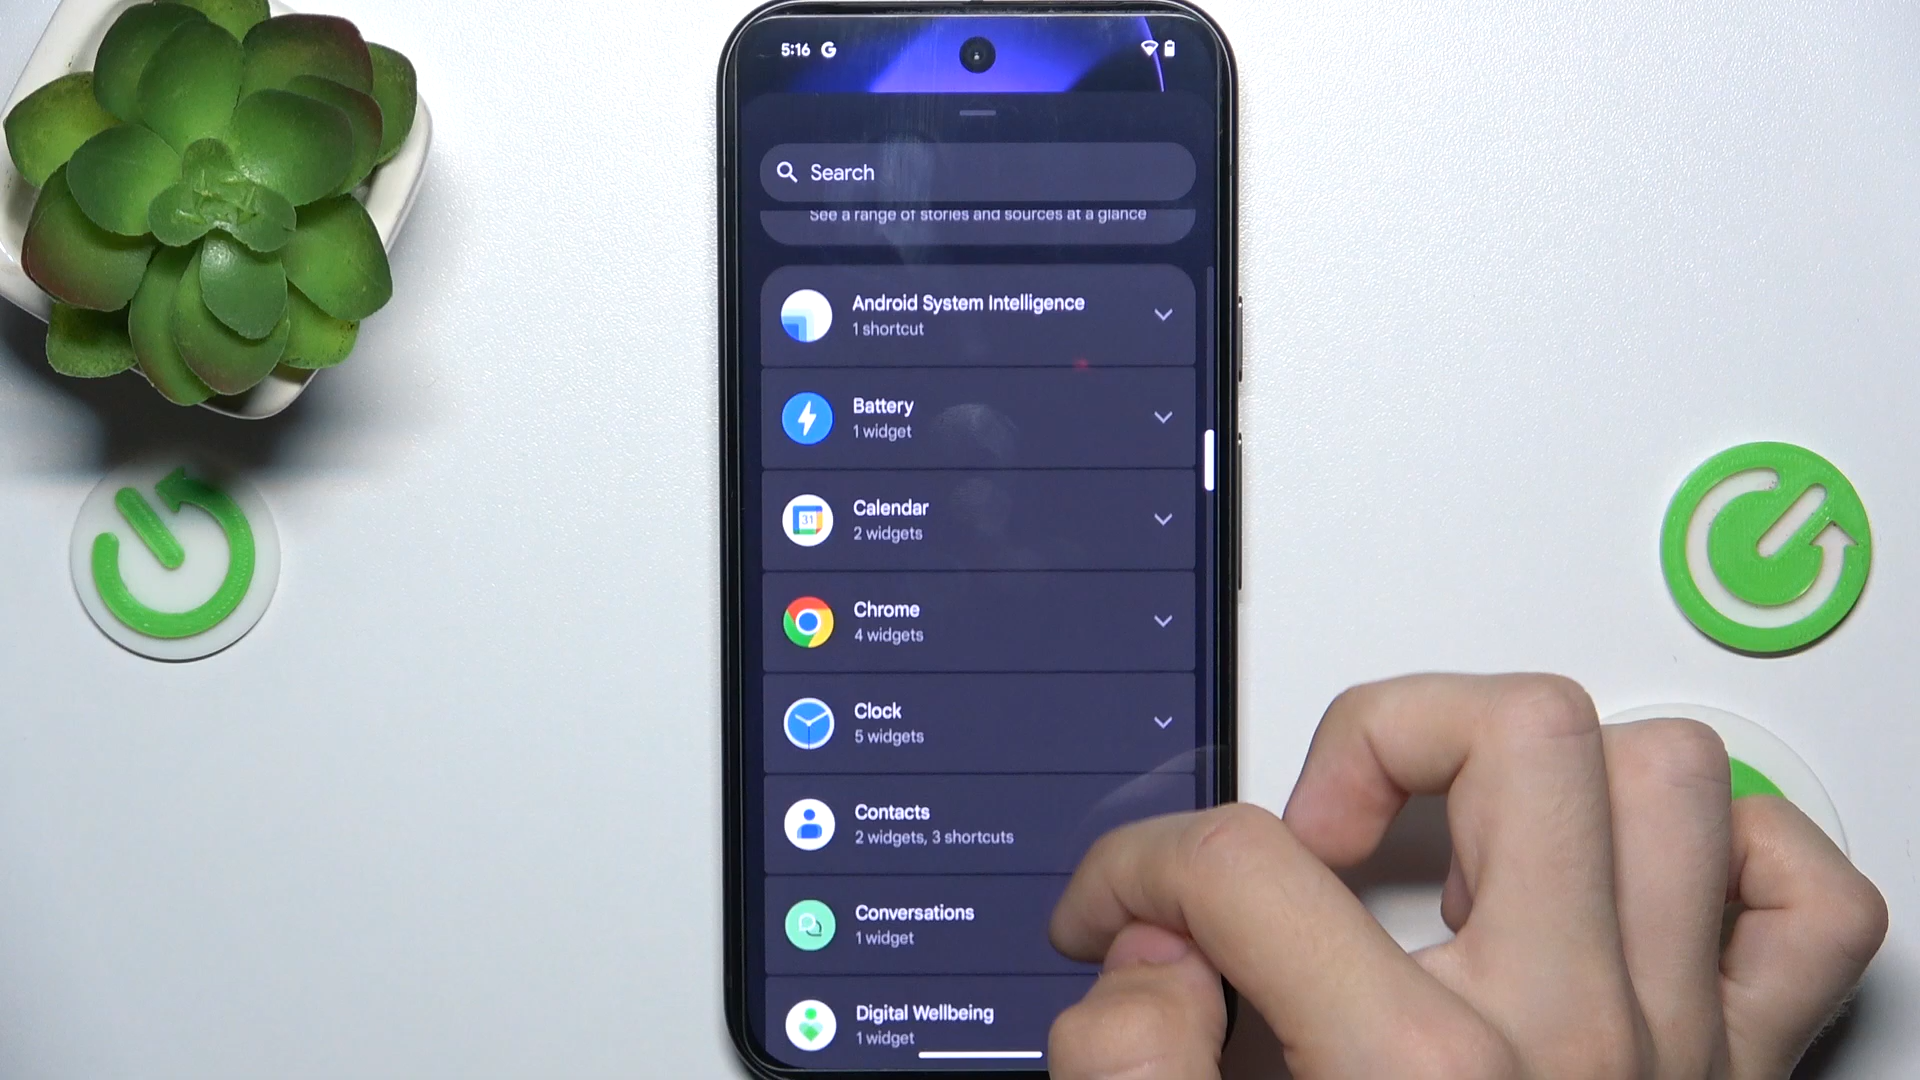 5:16 G
Search
See a range of stories and sources at a glance
Android System Intelligence
1 shortcut
Battery
1 widget
31
Calendar
2 widgets
Chrome
4 widgets
Clock
5 widgets
Contacts
2 widgets, 3 shortcuts
Conversations
1 widget
Digital Wellbeing
1 widget